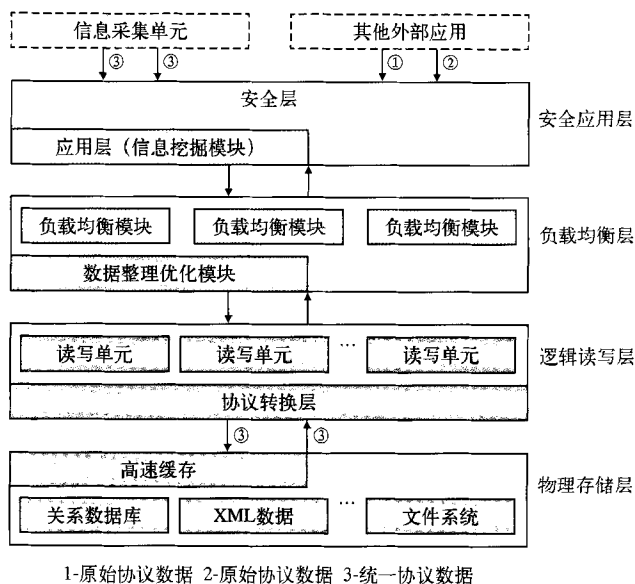 信息采集单元 其他外部应用
③ ③ ① ②
安全层
安全应用层
应用层（信息挖掘模块）
负载均衡模块 负载均衡模块 负载均衡模块
负载均衡层
数据整理优化模块
读写单元 读写单元 … 读写单元
逻辑读写层
协议转换层
③ ③
高速缓存
物理存储层
关系数据库 XML数据 … 文件系统
1-原始协议数据 2-原始协议数据 3-统一协议数据